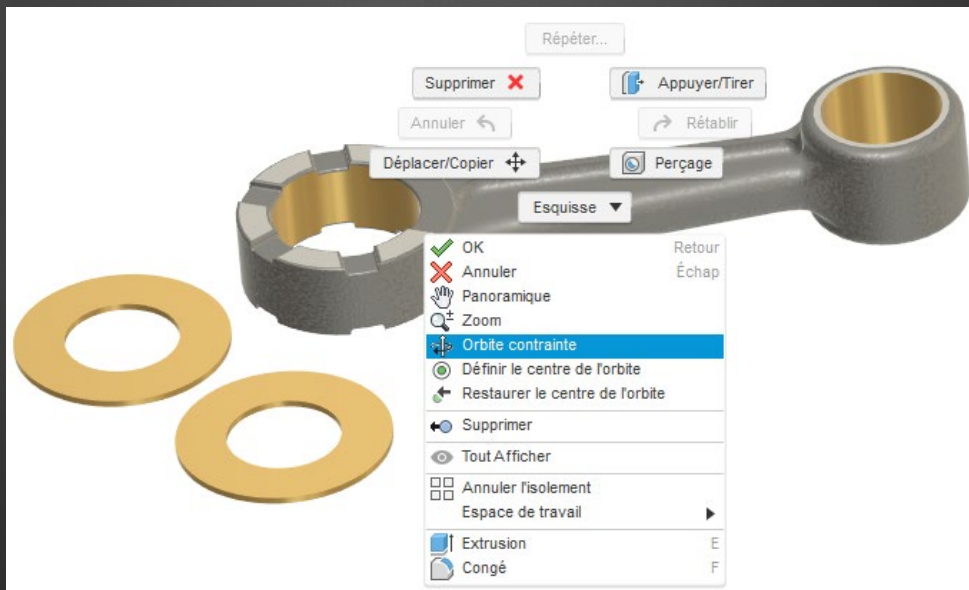 Répéter...
Supprimer
Appuyer/Tirer
Annuler
Rétablir
Déplacer/Copier
Perçage
Esquisse
OK Retour
Annuler Échap
Panoramique
Zoom
Orbite contrainte
Définir le centre de l'orbite
Restaurer le centre de l'orbite
Supprimer
Tout Afficher
Annuler l'isolement
Espace de travail
Extrusion E
Congé F